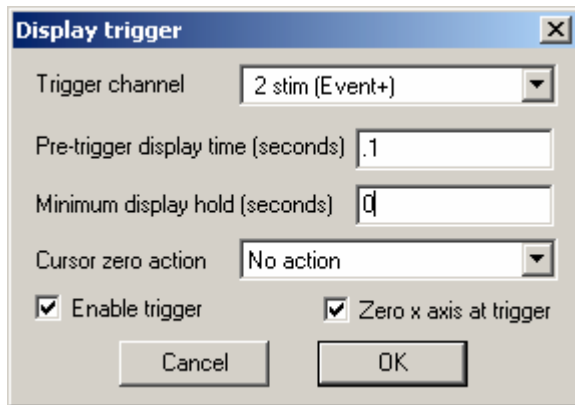 Display trigger
Trigger channel 2 stim (Event+)
Pre-trigger display time (seconds) .1
Minimum display hold (seconds) 0
Cursor zero action No action
Enable trigger Zero x axis at trigger
Cancel OK